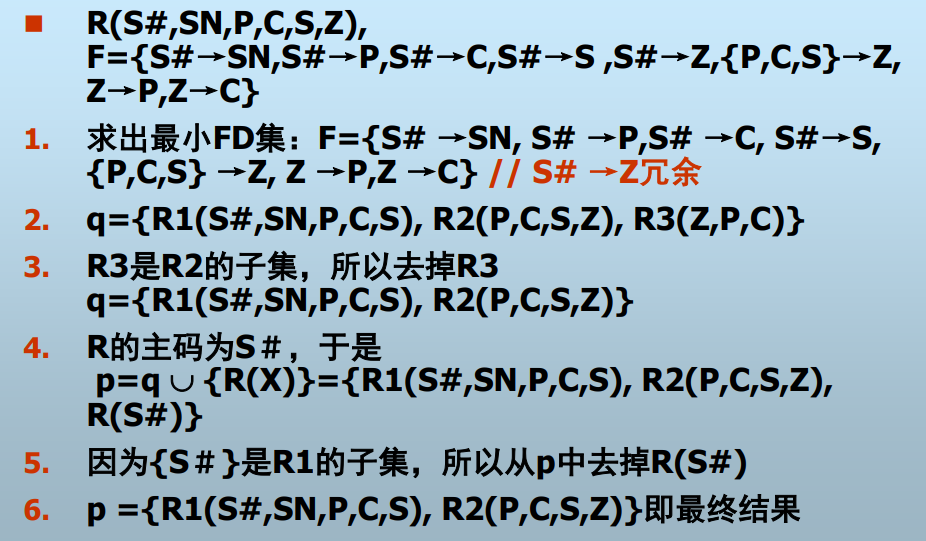 ■ R(S#,SN,P,C,S,Z),
F={S#→SN,S#→P,S#→C,S#→S ,S#→Z,{P,C,S}→Z,
Z→P,Z→C}
1. 求出最小FD集：F={S# →SN, S# →P,S# →C, S#→S,
{P,C,S} →Z, Z →P,Z →C} // S# →Z冗余
2. q={R1(S#,SN,P,C,S), R2(P,C,S,Z), R3(Z,P,C)}
3. R3是R2的子集，所以去掉R3
q={R1(S#,SN,P,C,S), R2(P,C,S,Z)}
4. R的主码为S＃，于是
p=q∪{R(X)}={R1(S#,SN,P,C,S), R2(P,C,S,Z),
R(S#)}
5. 因为{S＃}是R1的子集，所以从p中去掉R(S#)
6. p ={R1(S#,SN,P,C,S), R2(P,C,S,Z)}即最终结果